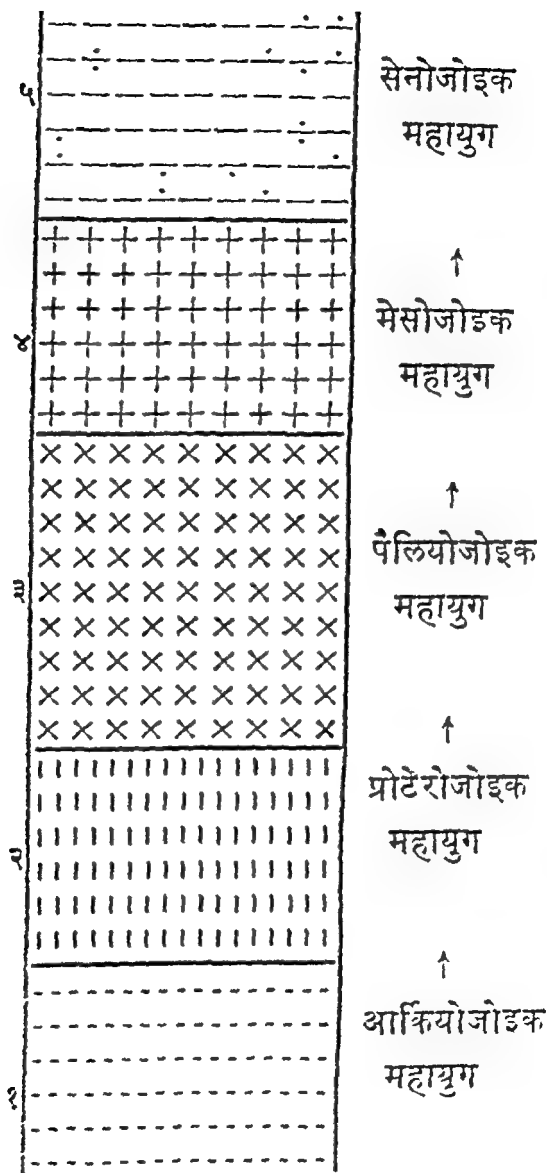 ५
सेनोजोइक
महायुग
↑
४
मेसोजोइक
महायुग
↑
३
पैलियोजोइक
महायुग
↑
२
प्रोटेरोजोइक
महायुग
↑
१
आर्कियोजोइक
महायुग